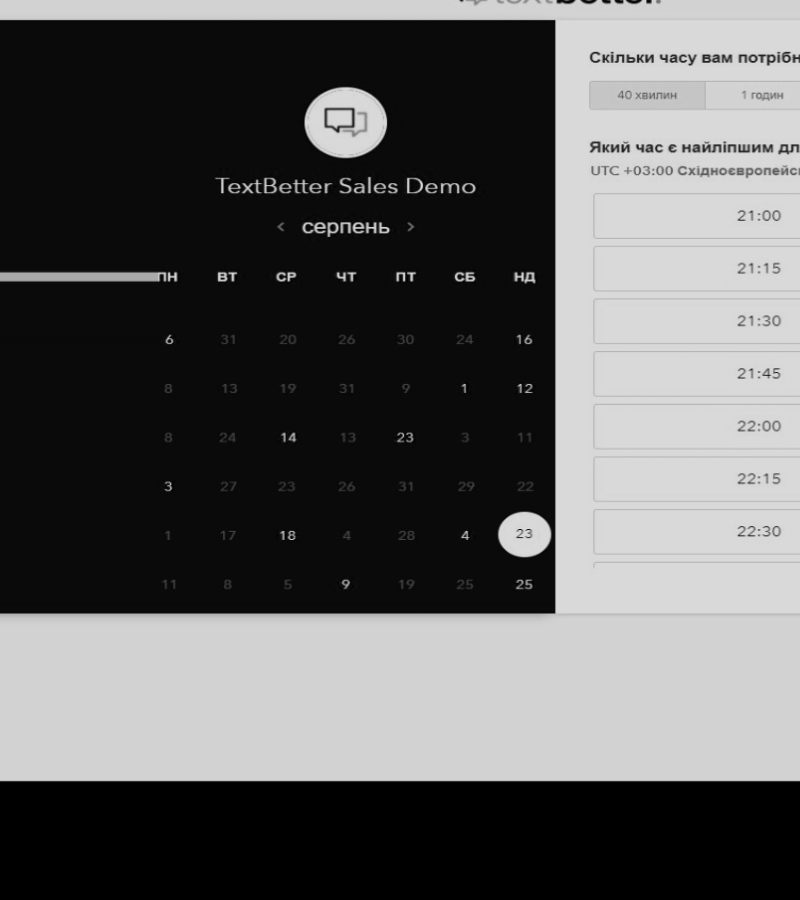 TextBetter Sales Demo
< серпень >
ПН ВТ СР ЧТ ПТ СБ НД
6 31 20 26 30 24 16
8 13 19 31 9 1 12
8 24 14 13 23 3 11
3 27 23 26 31 29 22
1 17 18 4 28 4 23
11 8 5 9 19 25 25
Скільки часу вам потрібн
40 хвилин 1 годин
Який час є найліпшим дл
UTC +03:00 Східноєвропейс
21:00
21:15
21:30
21:45
22:00
22:15
22:30